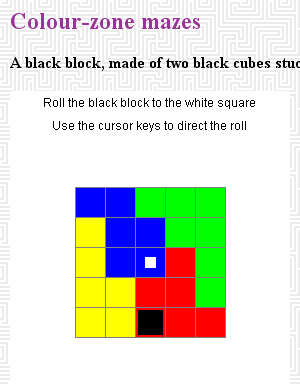 Colour-zone mazes
A black block, made of two black cubes stuc
Roll the black block to the white square
Use the cursor keys to direct the roll